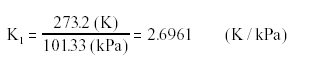 K₁ = 273.2 (K) / 101.33 (kPa) = 2.6961 (K / kPa)